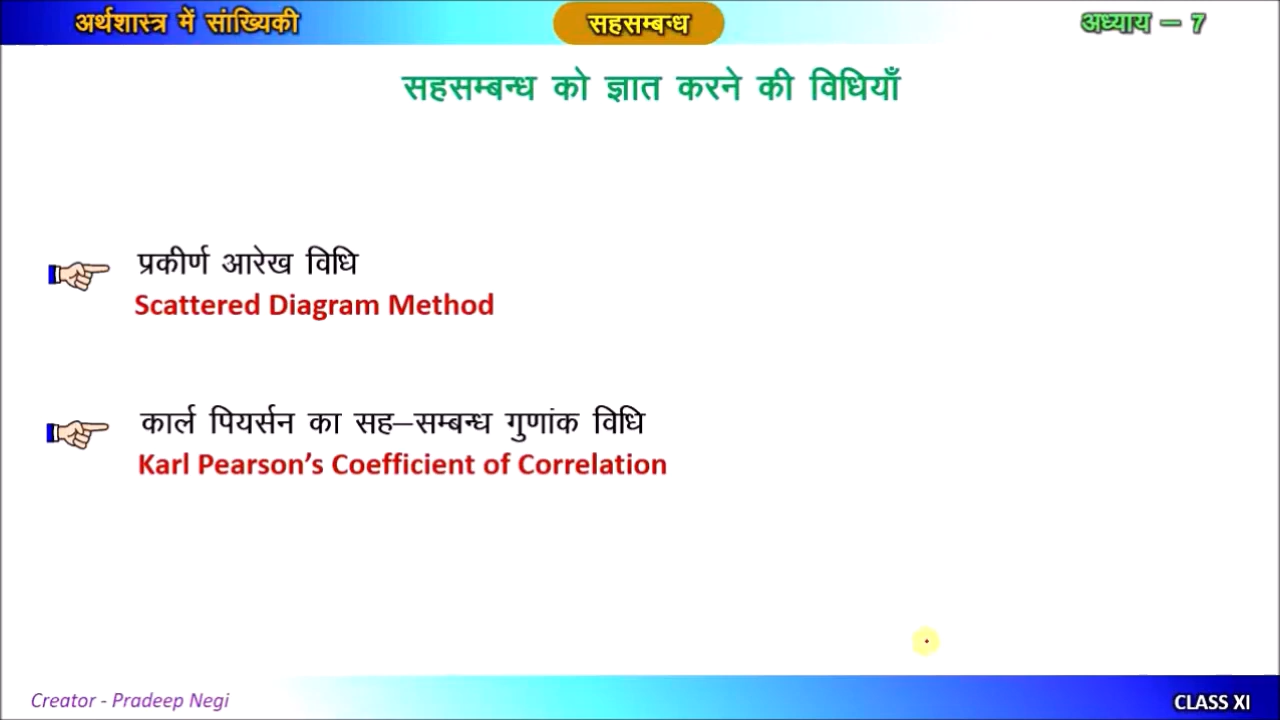 अर्थशास्त्र में सांख्यिकी
सहसम्बन्ध
अध्याय – 7
सहसम्बन्ध को ज्ञात करने की विधियाँ
प्रकीर्ण आरेख विधि
Scattered Diagram Method
कार्ल पियर्सन का सह–सम्बन्ध गुणांक विधि
Karl Pearson’s Coefficient of Correlation
Creator - Pradeep Negi
CLASS XI